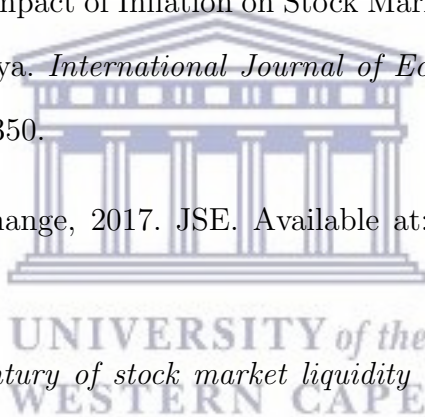 mpact of Inflation on Stock Mar
ya. International Journal of Ec
350.
hange, 2017. JSE. Available at:
UNIVERSITY of the
ntury of stock market liquidity
WESTERN CAPE